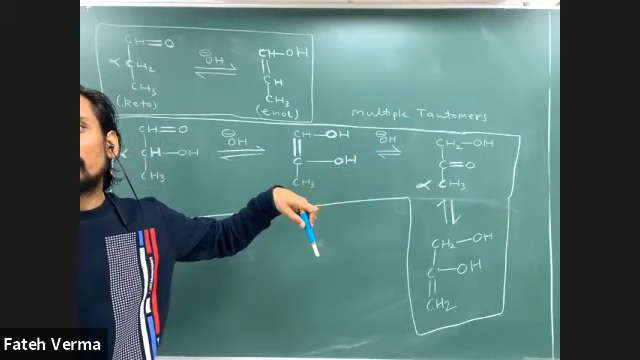 CH=O
⊖OH
CH-OH
α CH2
CH
CH3
CH3
(keto)
(enol)
multiple Tautomers
CH=O
⊖OH
CH-OH
⊖OH
CH2-OH
α CH-OH
C-OH
C=O
CH3
CH3
α CH3
CH2-OH
C-OH
CH2
Fateh Verma